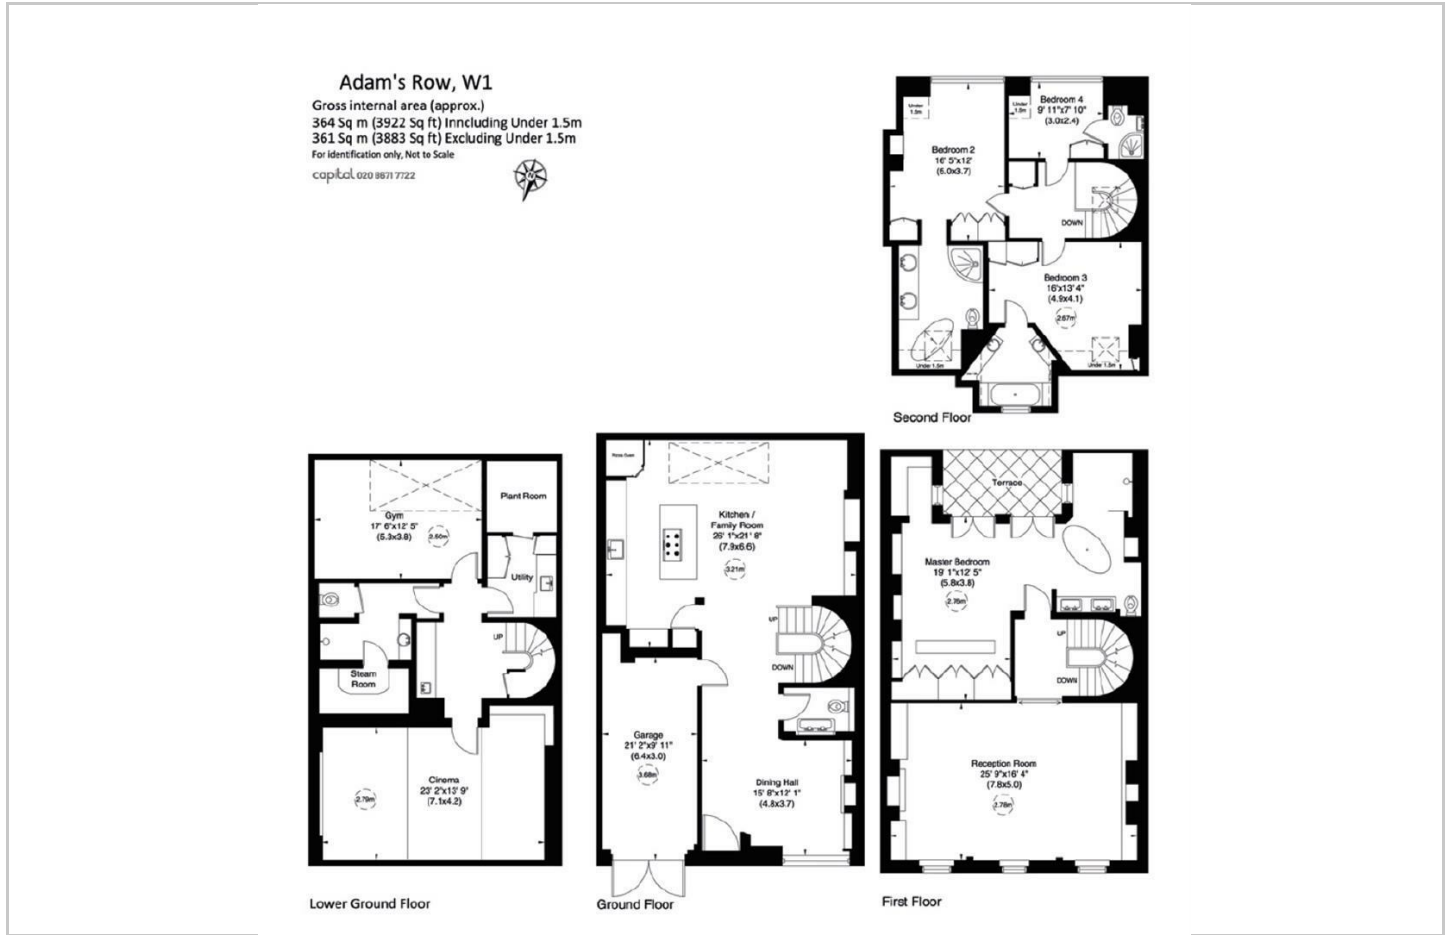 Adam's Row, W1
Gross internal area (approx.)
364 Sq m (3922 Sq ft) Inncluding Under 1.5m
361 Sq m (3883 Sq ft) Excluding Under 1.5m
For identification only, Not to Scale
capital 020 8671 7722
N
Under
1.5m
Bedroom 2
16' 5"x12'
(5.0x3.7)
Under
1.5m
Bedroom 4
9' 11"x7' 10"
(3.0x2.4)
DOWN
Bedroom 3
16'x13' 4"
(4.9x4.1)
2.67m
Under 1.5m
Under 1.5m
Second Floor
Gym
17' 6"x12' 5"
(5.3x3.8)
2.60m
Plant Room
Utility
UP
Steam
Room
Cinema
23' 2"x13' 9"
(7.1x4.2)
2.79m
Lower Ground Floor
Kitchen /
Family Room
26' 1"x21' 8"
(7.9x6.6)
3.21m
UP
DOWN
Garage
21' 2"x9' 11"
(6.4x3.0)
3.68m
Dining Hall
15' 8"x12' 1"
(4.8x3.7)
Ground Floor
Terrace
Master Bedroom
19' 1"x12' 5"
(5.8x3.8)
2.76m
UP
DOWN
Reception Room
25' 9"x16' 4"
(7.8x5.0)
2.78m
First Floor